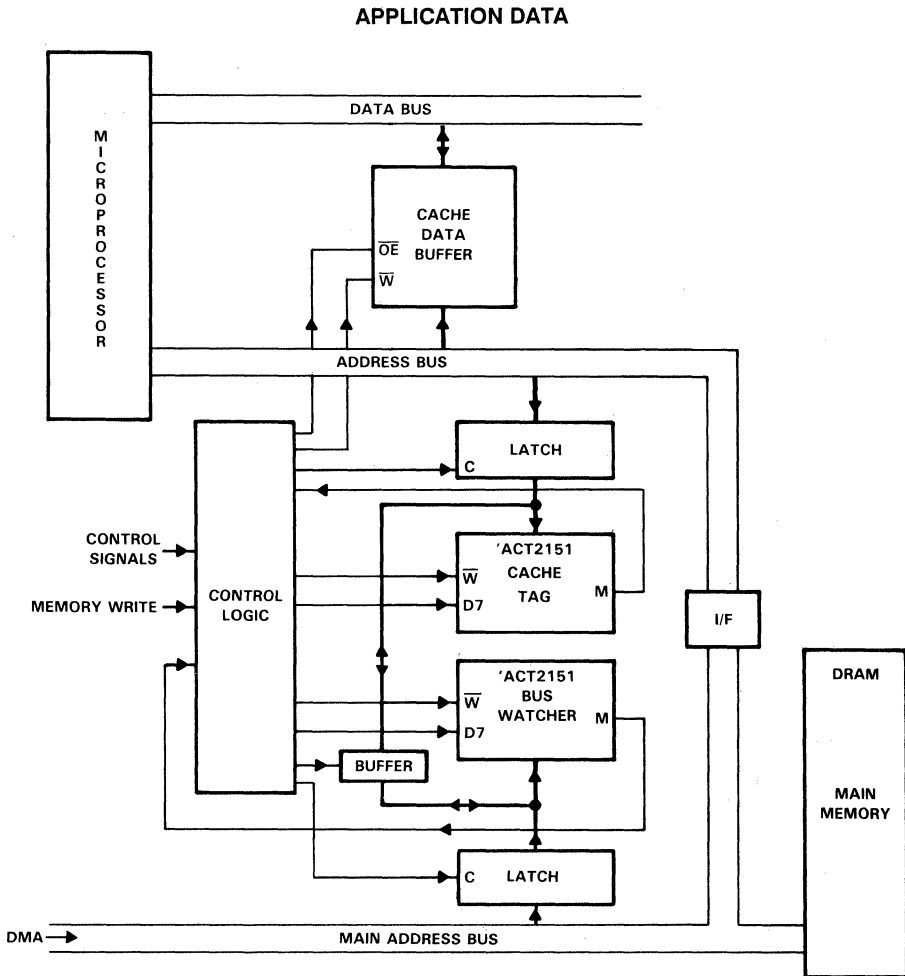 APPLICATION DATA
MICROPROCESSOR
DATA BUS
CACHE
DATA
BUFFER
OE
W
ADDRESS BUS
LATCH
C
CONTROL
SIGNALS
MEMORY WRITE
CONTROL
LOGIC
'ACT2151
CACHE
TAG
W
D7
M
I/F
'ACT2151
BUS
WATCHER
W
D7
M
BUFFER
DRAM
MAIN
MEMORY
C
LATCH
DMA
MAIN ADDRESS BUS